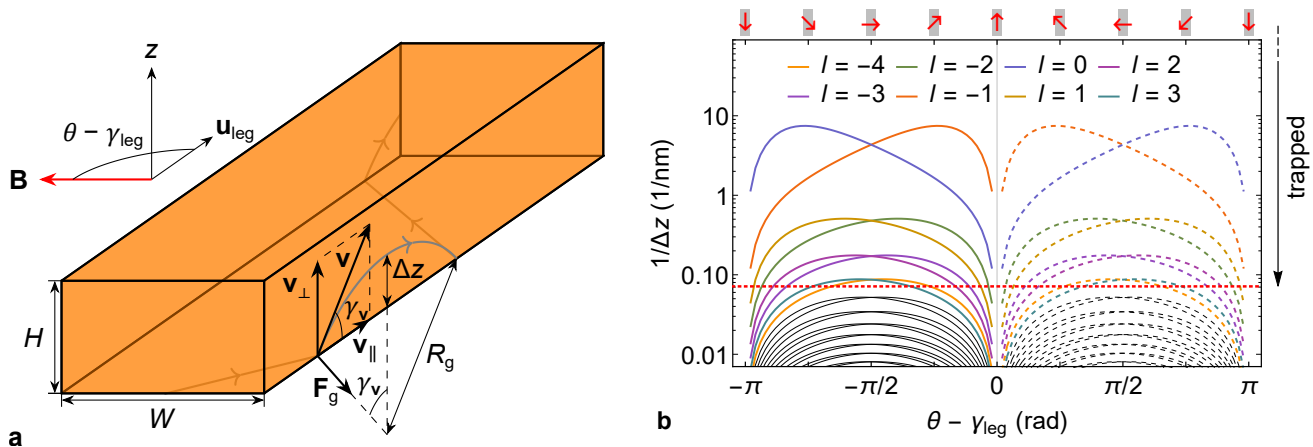 z
θ − γleg
uleg
B
v⊥
v
Δz
γv
v∥
H
Rg
Fg
γv
W
a
l = −4 l = −2 l = 0 l = 2
l = −3 l = −1 l = 1 l = 3
10
1
0.10
0.01
1/Δz (1/nm)
−π −π/2 0 π/2 π
θ − γleg (rad)
trapped
b